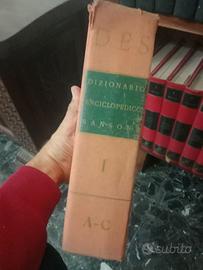 DES
DIZIONARIO
ENCICLOPEDICO
SANSONI
I
A-C
subito